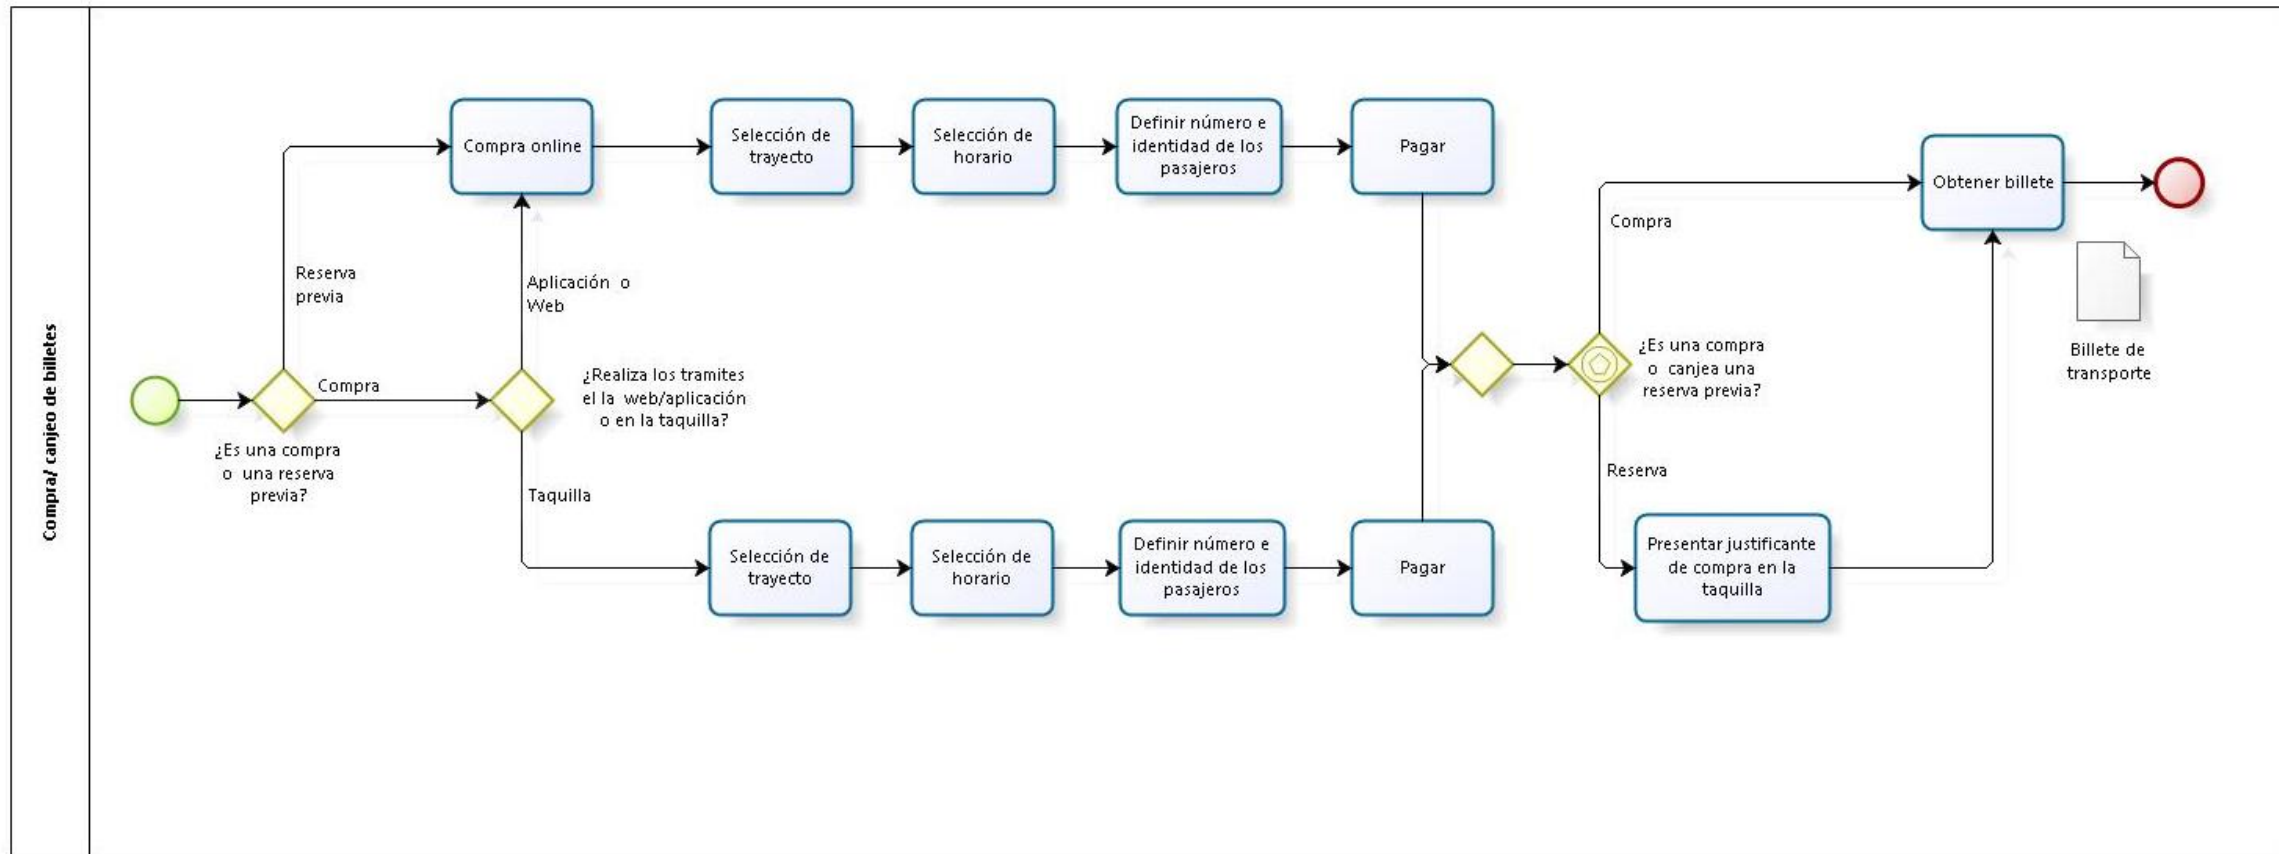 Compra/ canjeo de billetes
¿Es una compra
o una reserva
previa?
Reserva
previa
Compra
Compra online
Aplicación o
Web
¿Realiza los tramites
el la web/aplicación
o en la taquilla?
Taquilla
Selección de
trayecto
Selección de
horario
Definir número e
identidad de los
pasajeros
Pagar
Selección de
trayecto
Selección de
horario
Definir número e
identidad de los
pasajeros
Pagar
¿Es una compra
o canjea una
reserva previa?
Compra
Reserva
Presentar justificante
de compra en la
taquilla
Obtener billete
Billete de
transporte